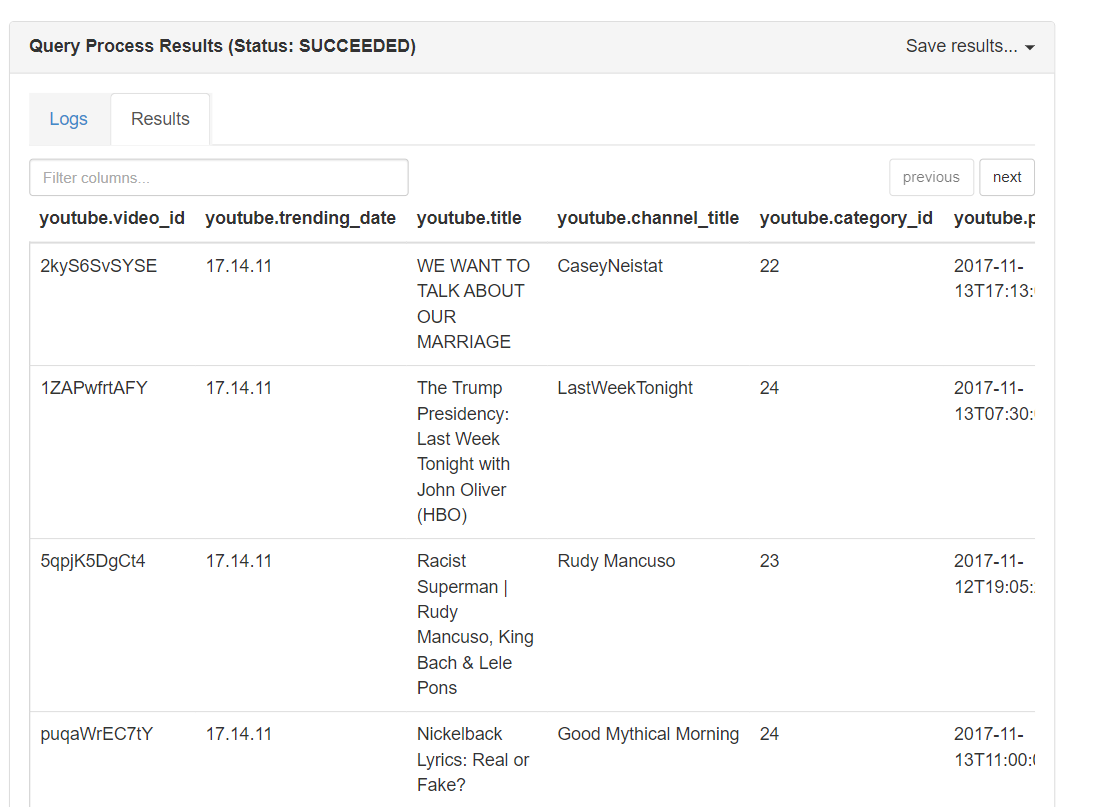 Query Process Results (Status: SUCCEEDED)
Save results...
Logs
Results
Filter columns...
previous
next
youtube.video_id youtube.trending_date youtube.title youtube.channel_title youtube.category_id youtube.p
2kyS6SvSYSE 17.14.11 WE WANT TO CaseyNeistat 22 2017-11-
TALK ABOUT 13T17:13:
OUR
MARRIAGE
1ZAPwfrtAFY 17.14.11 The Trump LastWeekTonight 24 2017-11-
Presidency: 13T07:30:
Last Week
Tonight with
John Oliver
(HBO)
5qpjK5DgCt4 17.14.11 Racist Rudy Mancuso 23 2017-11-
Superman | 12T19:05:
Rudy
Mancuso, King
Bach & Lele
Pons
puqaWrEC7tY 17.14.11 Nickelback Good Mythical Morning 24 2017-11-
Lyrics: Real or 13T11:00:
Fake?